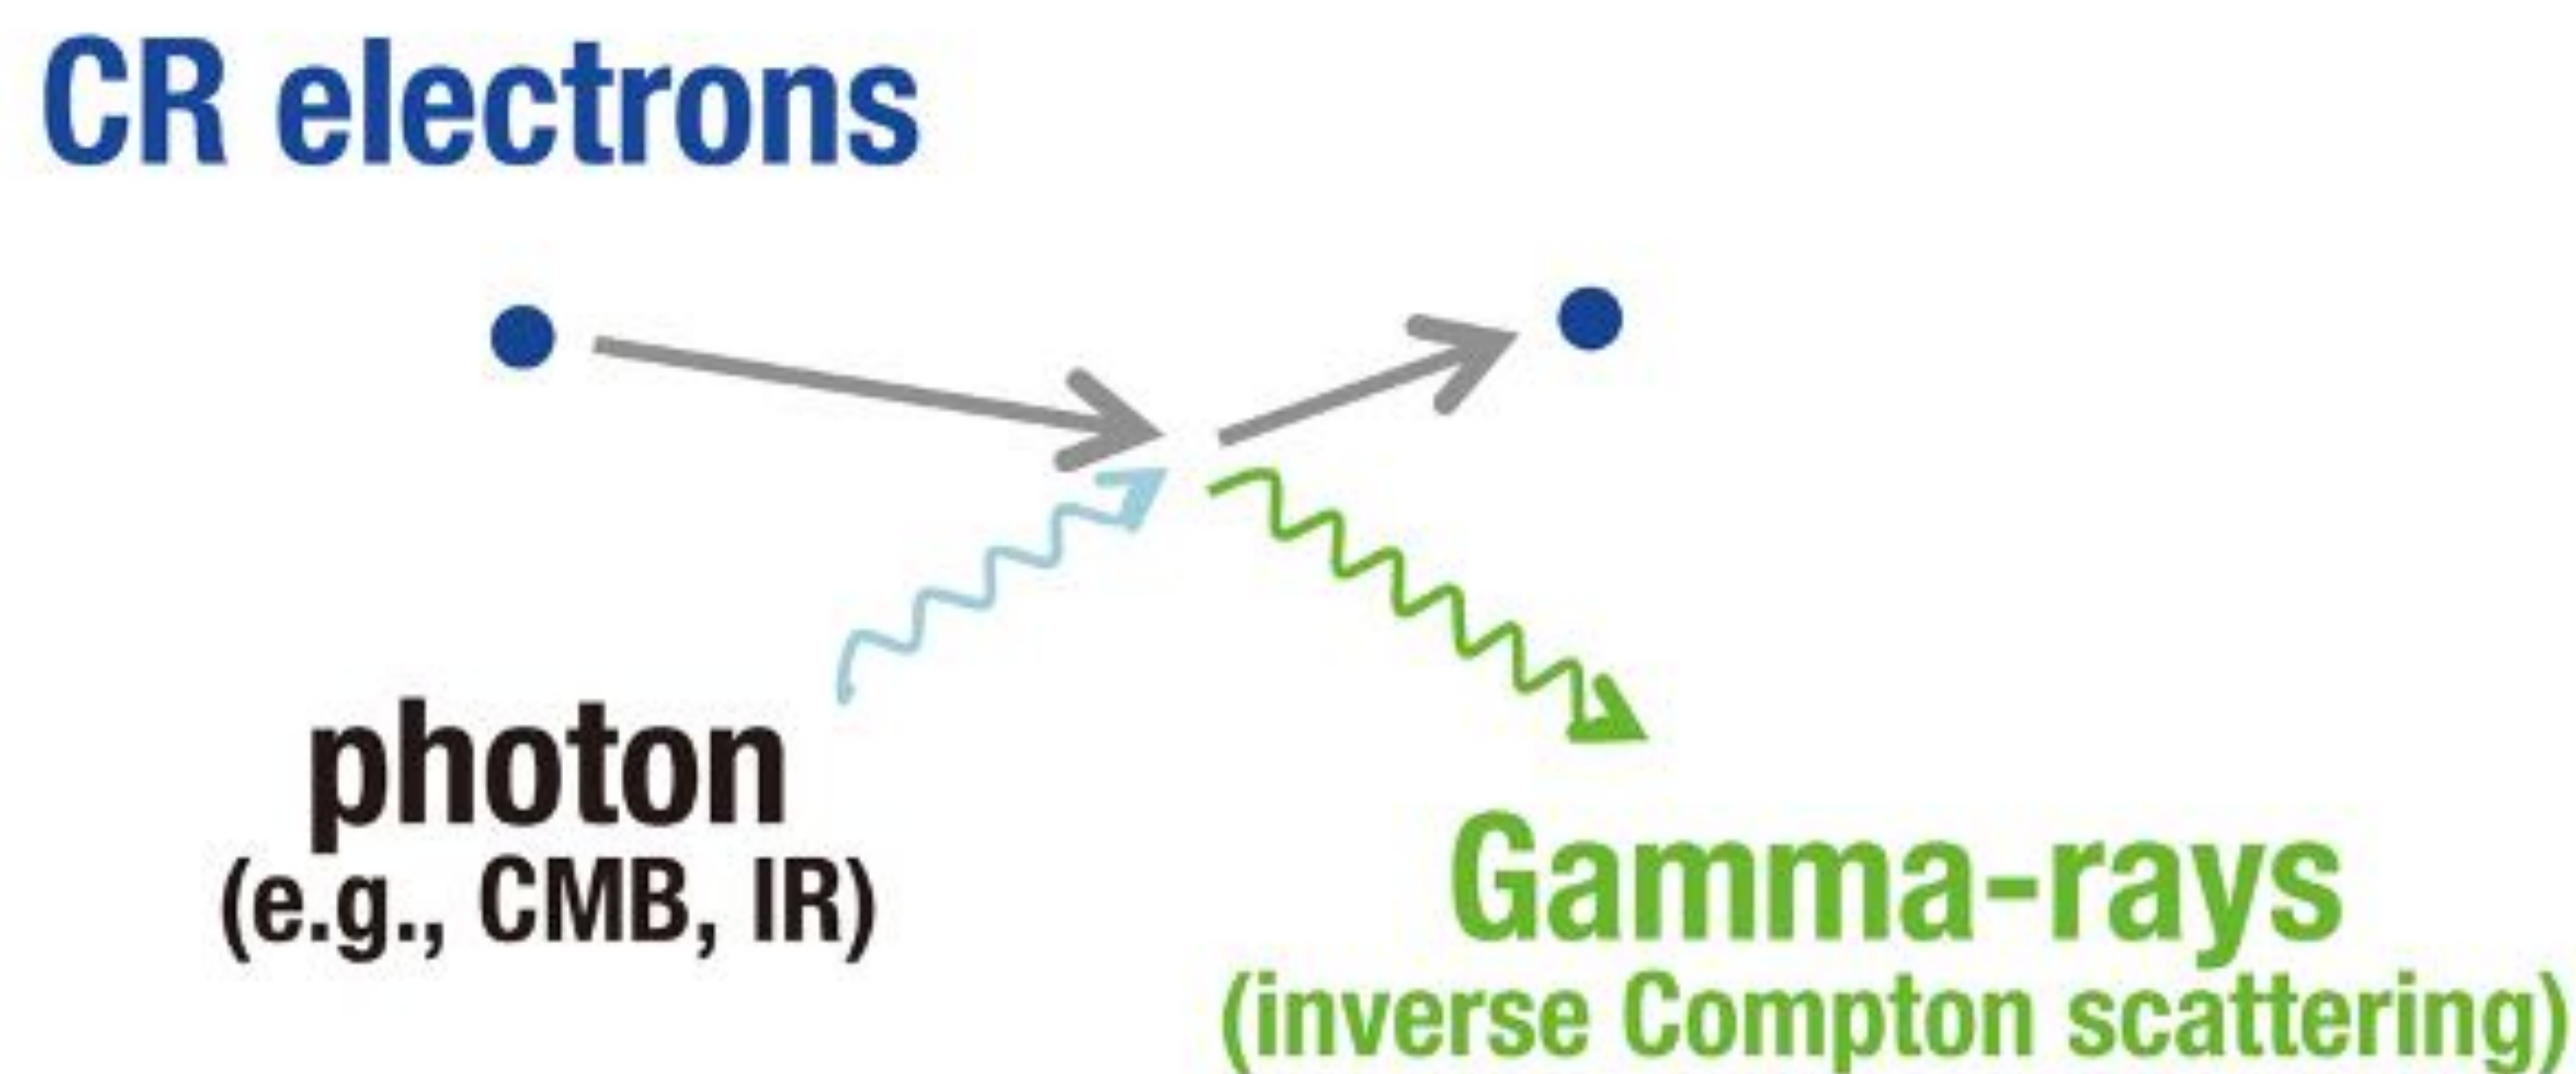 CR electrons
photon
(e.g., CMB, IR)
Gamma-rays
(inverse Compton scattering)